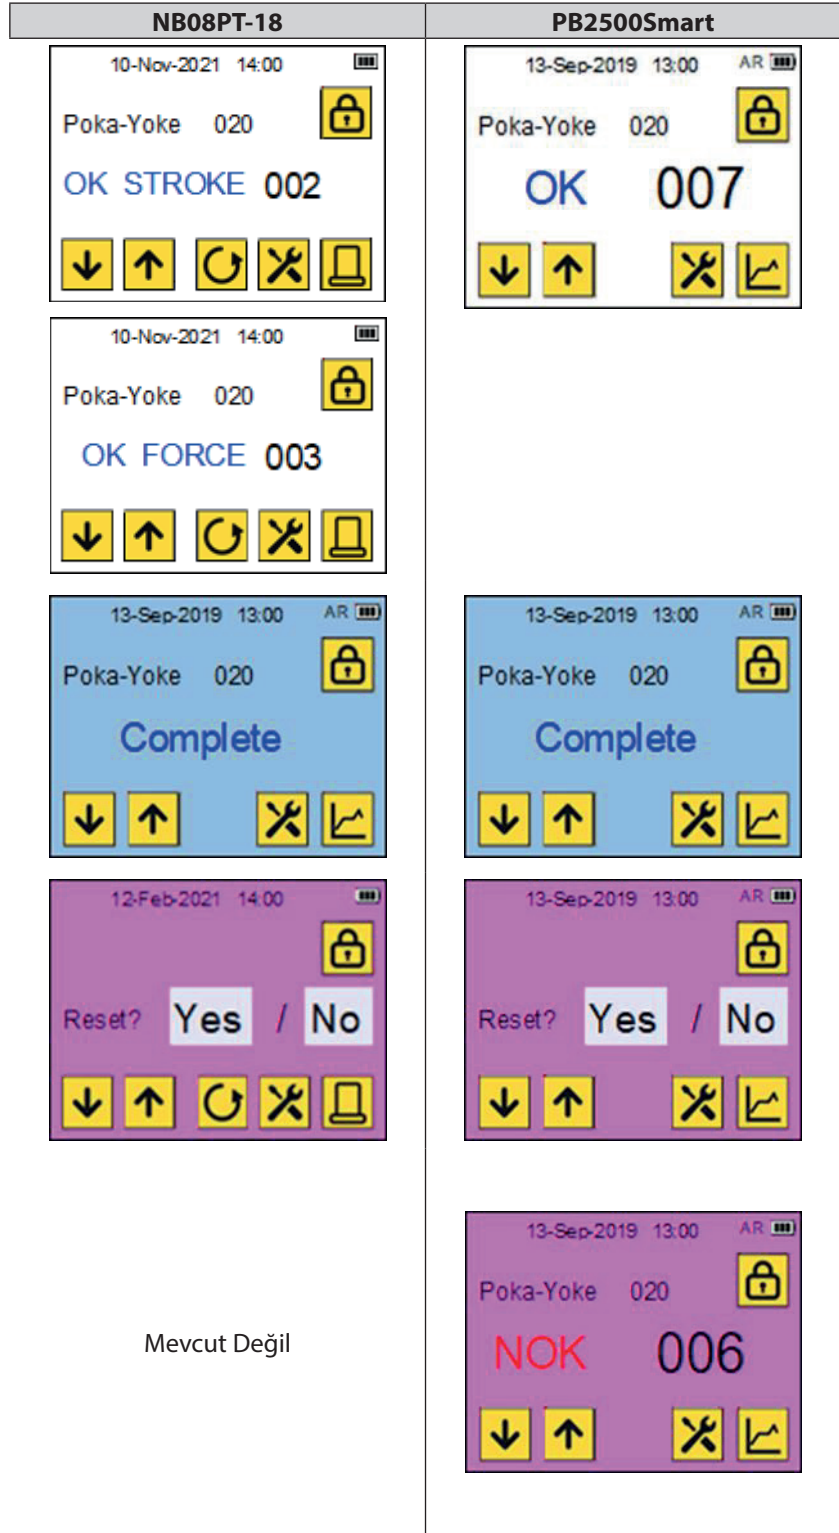 NB08PT-18
PB2500Smart
10-Nov-2021 14:00
Poka-Yoke 020
OK STROKE 002
13-Sep-2019 13:00 AR
Poka-Yoke 020
OK 007
10-Nov-2021 14:00
Poka-Yoke 020
OK FORCE 003
13-Sep-2019 13:00 AR
Poka-Yoke 020
Complete
13-Sep-2019 13:00 AR
Poka-Yoke 020
Complete
12-Feb-2021 14:00
Reset? Yes / No
13-Sep-2019 13:00 AR
Reset? Yes / No
Mevcut Değil
13-Sep-2019 13:00 AR
Poka-Yoke 020
NOK 006